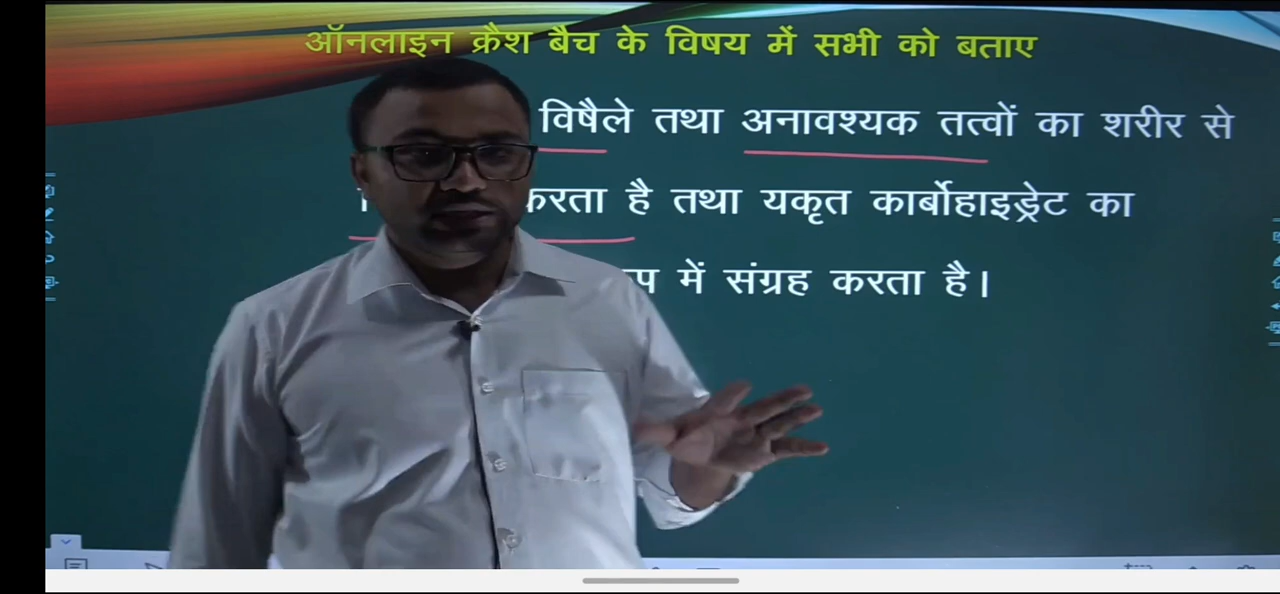 ऑनलाइन क्रैश बैच के विषय में सभी को बताए
विषैले तथा अनावश्यक तत्वों का शरीर से
करता है तथा यकृत कार्बोहाइड्रेट का
में संग्रह करता है।